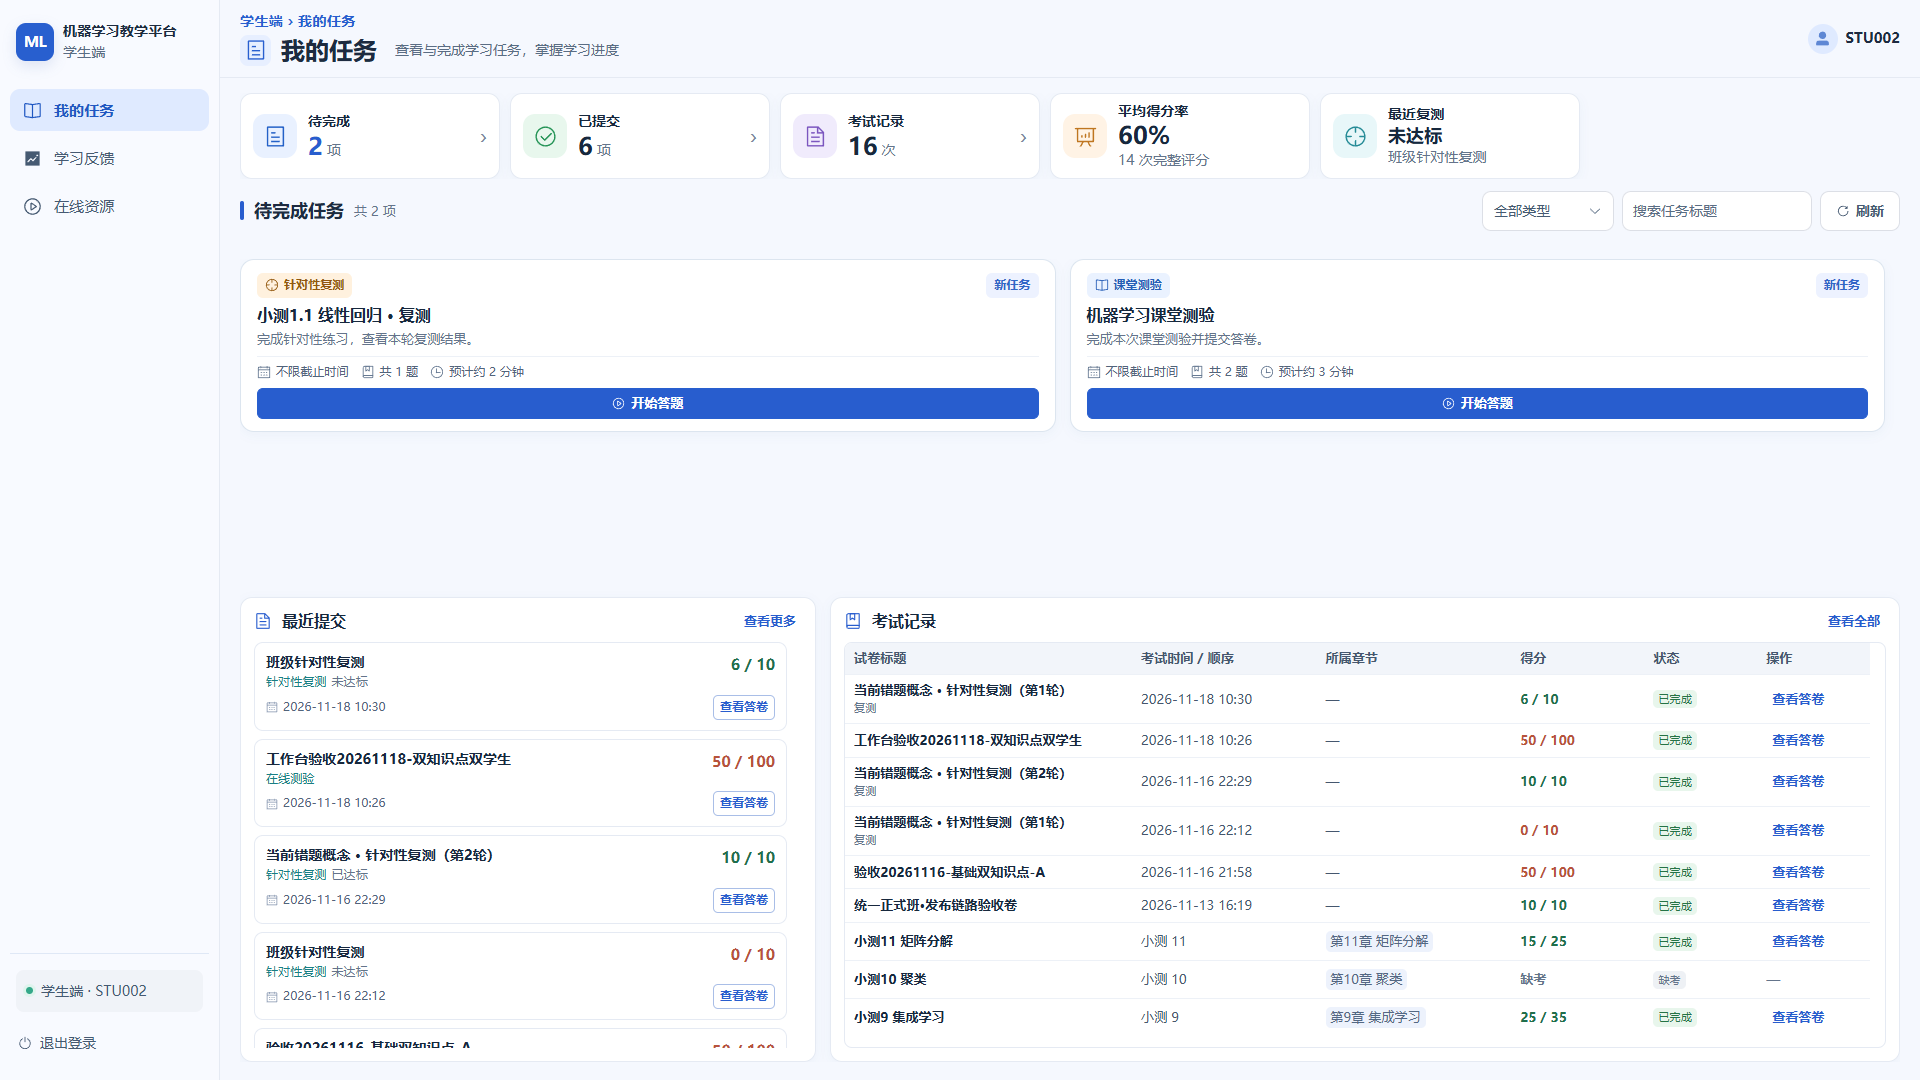 ML
机器学习教学平台
学生端
我的任务
学习反馈
在线资源
学生端 · STU002
退出登录
学生端 › 我的任务
我的任务 查看与完成学习任务，掌握学习进度
STU002
待完成
2 项
已提交
6 项
考试记录
16 次
平均得分率
60%
14 次完整评分
最近复测
未达标
班级针对性复测
待完成任务 共 2 项
全部类型
搜索任务标题
刷新
针对性复测 新任务
小测1.1 线性回归 • 复测
完成针对性练习，查看本轮复测结果。
不限截止时间 共 1 题 预计约 2 分钟
开始答题
课堂测验 新任务
机器学习课堂测验
完成本次课堂测验并提交答卷。
不限截止时间 共 2 题 预计约 3 分钟
开始答题
最近提交 查看更多
班级针对性复测 6 / 10
针对性复测 未达标
2026-11-18 10:30 查看答卷
工作台验收20261118-双知识点双学生 50 / 100
在线测验
2026-11-18 10:26 查看答卷
当前错题概念 • 针对性复测（第2轮） 10 / 10
针对性复测 已达标
2026-11-16 22:29 查看答卷
班级针对性复测 0 / 10
针对性复测 未达标
2026-11-16 22:12 查看答卷
验收20261116-基础双知识点-A 50 / 100
考试记录 查看全部
试卷标题 考试时间 / 顺序 所属章节 得分 状态 操作
当前错题概念 • 针对性复测（第1轮） 2026-11-18 10:30 — 6 / 10 已完成 查看答卷
复测
工作台验收20261118-双知识点双学生 2026-11-18 10:26 — 50 / 100 已完成 查看答卷
当前错题概念 • 针对性复测（第2轮） 2026-11-16 22:29 — 10 / 10 已完成 查看答卷
复测
当前错题概念 • 针对性复测（第1轮） 2026-11-16 22:12 — 0 / 10 已完成 查看答卷
复测
验收20261116-基础双知识点-A 2026-11-16 21:58 — 50 / 100 已完成 查看答卷
统一正式班•发布链路验收卷 2026-11-13 16:19 — 10 / 10 已完成 查看答卷
小测11 矩阵分解 小测 11 第11章 矩阵分解 15 / 25 已完成 查看答卷
小测10 聚类 小测 10 第10章 聚类 缺考 缺考 —
小测9 集成学习 小测 9 第9章 集成学习 25 / 35 已完成 查看答卷